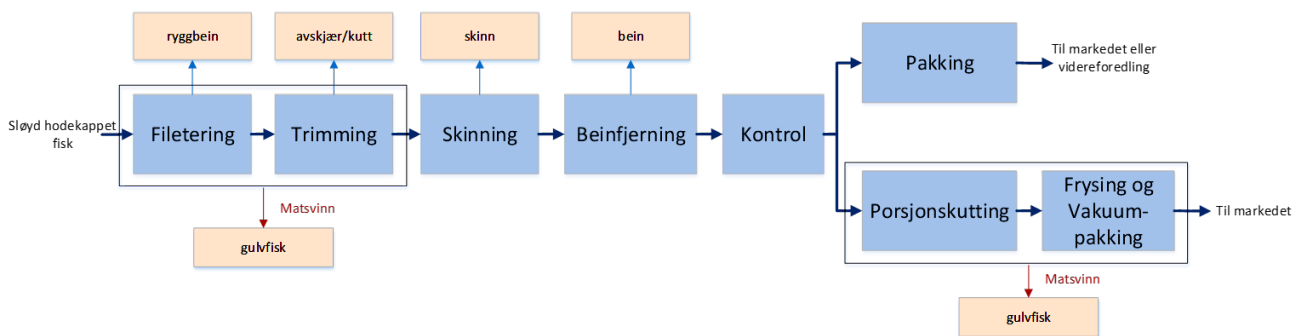 ryggbein
avskjær/kutt
skinn
bein
Sløyd hodekappet
fisk
Filetering
Trimming
Skinning
Beinfjerning
Kontrol
Pakking
Til markedet eller
videreforedling
Porsjonskutting
Frysing og
Vakuum-
pakking
Til markedet
Matsvinn
gulvfisk
Matsvinn
gulvfisk